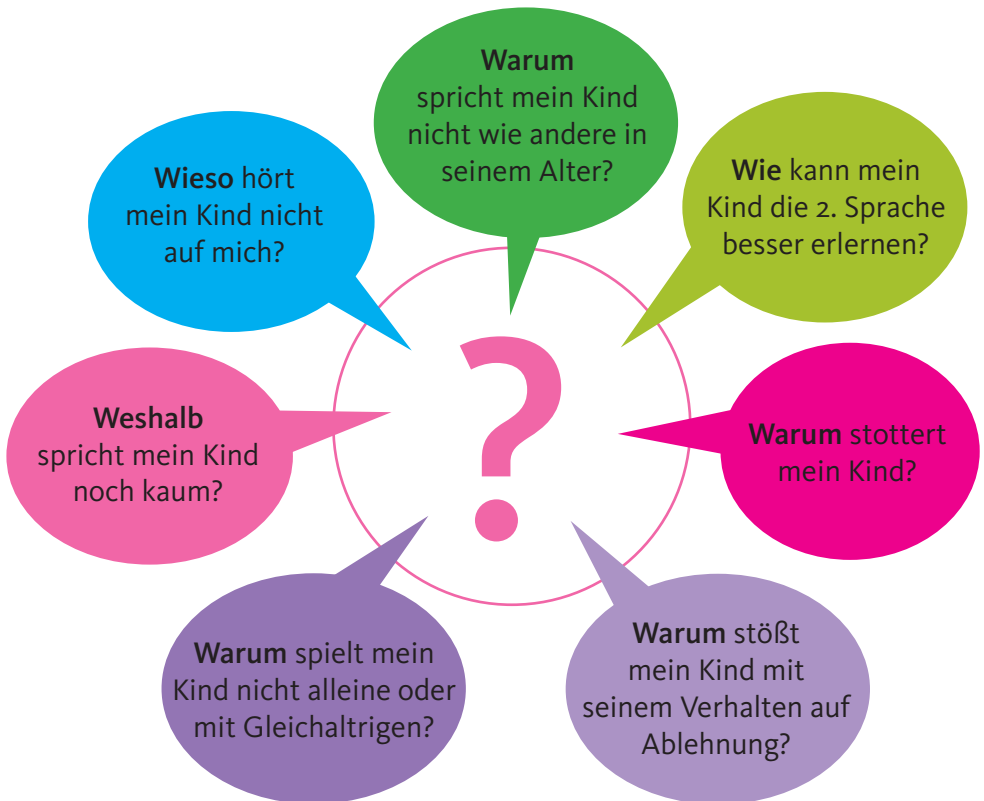 Warum
spricht mein Kind
nicht wie andere in
seinem Alter?
Wieso hört
mein Kind nicht
auf mich?
Wie kann mein
Kind die 2. Sprache
besser erlernen?
?
Weshalb
spricht mein Kind
noch kaum?
Warum stottert
mein Kind?
Warum spielt mein
Kind nicht alleine oder
mit Gleichaltrigen?
Warum stößt
mein Kind mit
seinem Verhalten auf
Ablehnung?